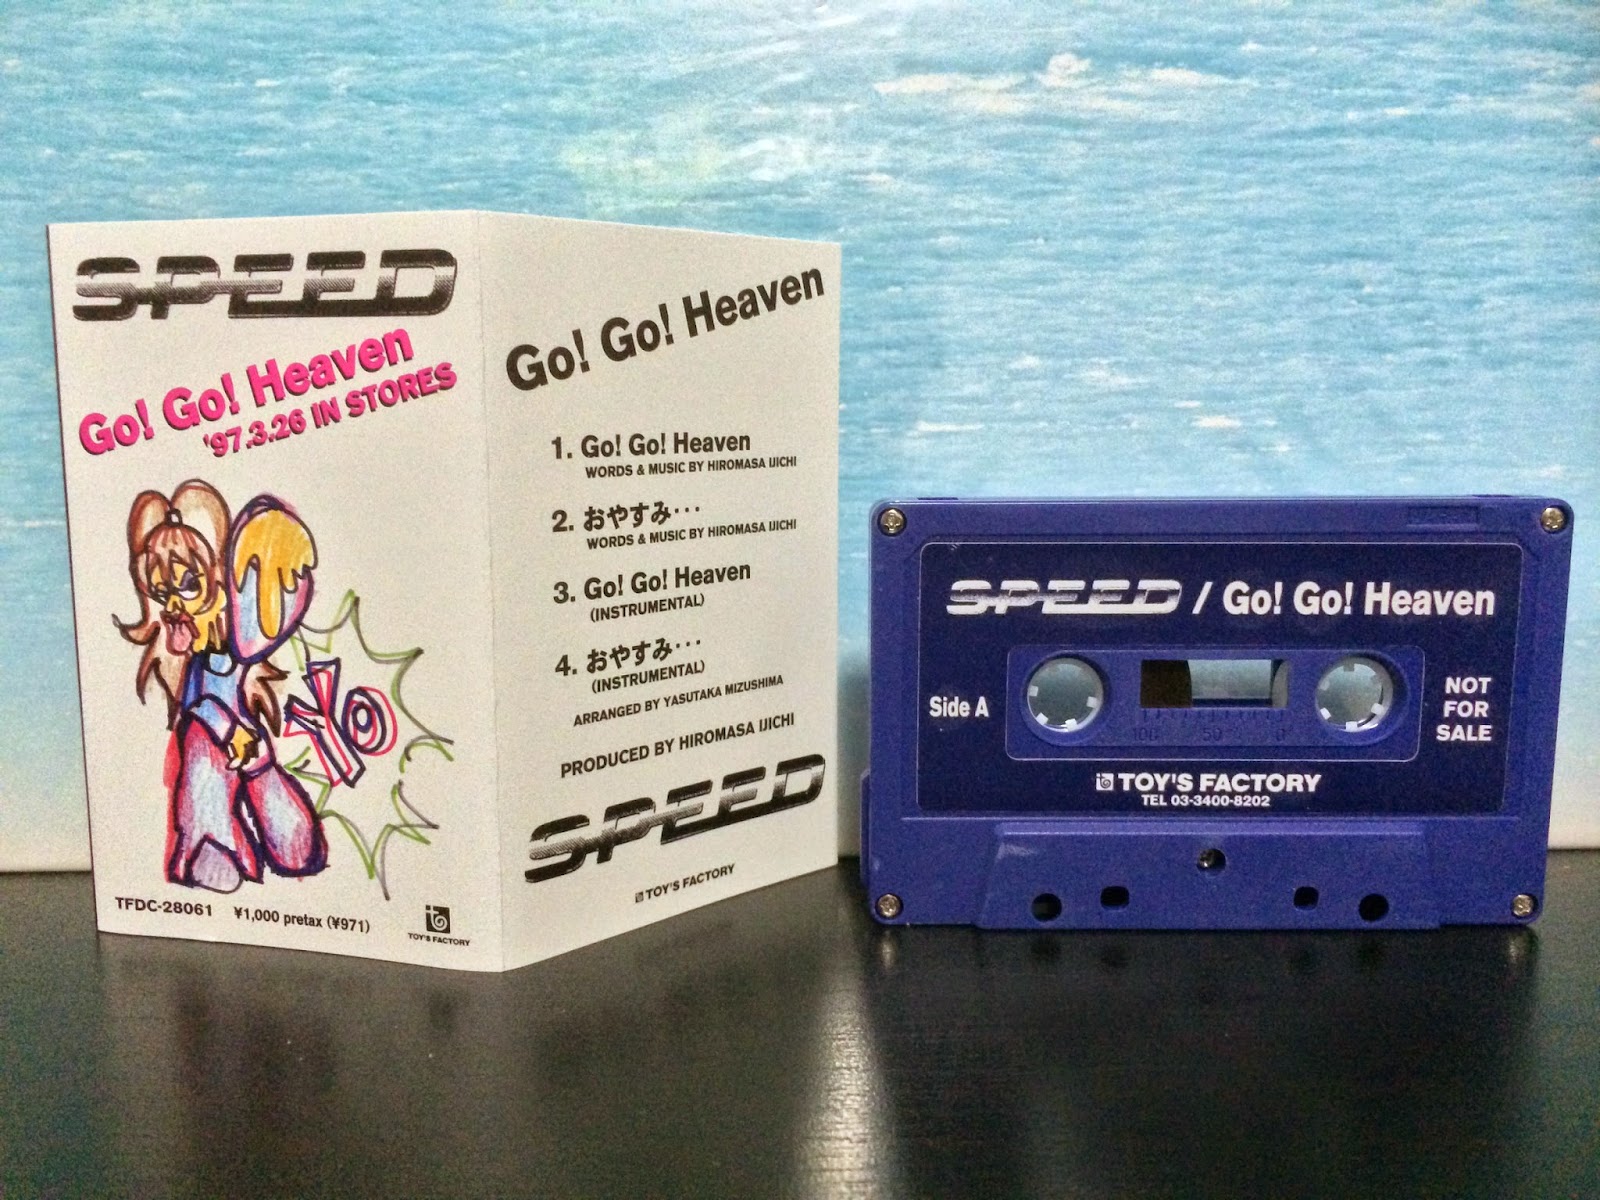 SPEED
Go! Go! Heaven
'97.3.26 IN STORES
Yo
TFDC-28061 ¥1,000 pretax (¥971)
TOY'S FACTORY
Go! Go! Heaven
1. Go! Go! Heaven
WORDS & MUSIC BY HIROMASA IJICHI
2. おやすみ･･･
WORDS & MUSIC BY HIROMASA IJICHI
3. Go! Go! Heaven
(INSTRUMENTAL)
4. おやすみ･･･
(INSTRUMENTAL)
ARRANGED BY YASUTAKA MIZUSHIMA
PRODUCED BY HIROMASA IJICHI
SPEED
TOY'S FACTORY
SPEED / Go! Go! Heaven
Side A
100 50 0
NOT
FOR
SALE
TOY'S FACTORY
TEL 03-3400-8202